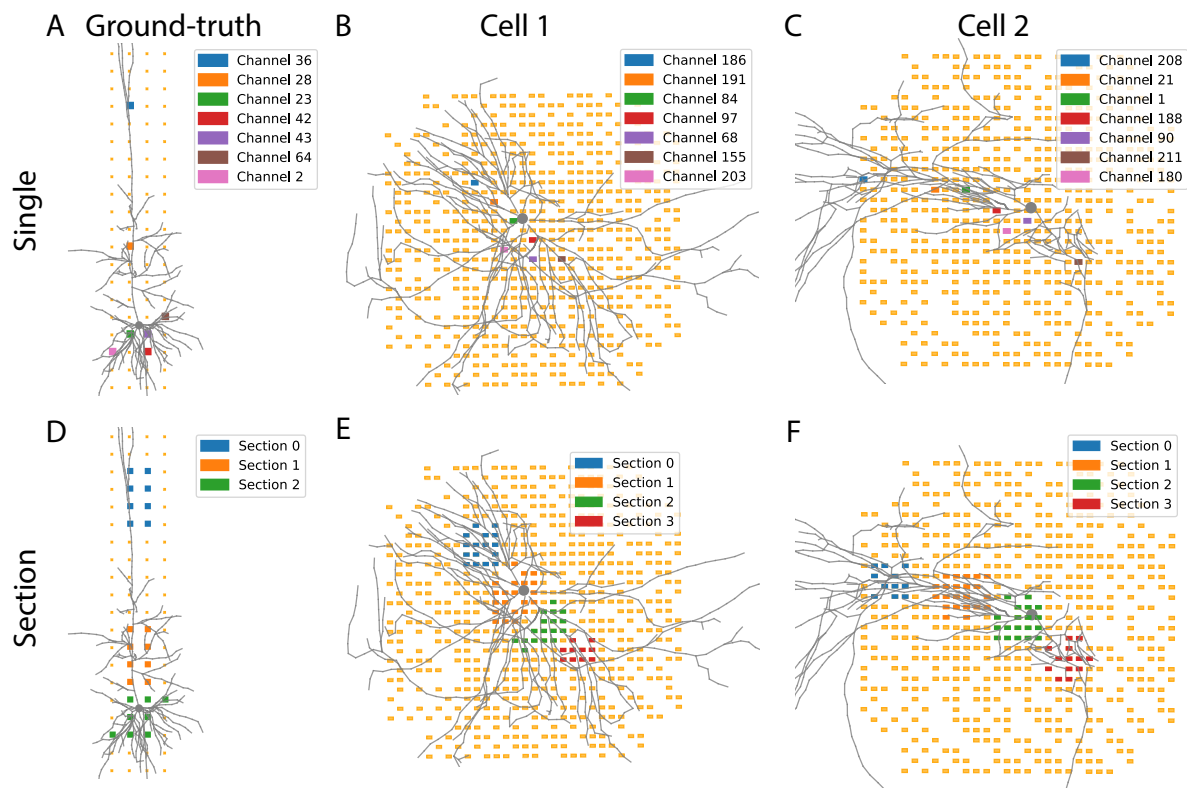 A Ground-truth B Cell 1 C Cell 2
Single
Channel 36
Channel 28
Channel 23
Channel 42
Channel 43
Channel 64
Channel 2
Channel 186
Channel 191
Channel 84
Channel 97
Channel 68
Channel 155
Channel 203
Channel 208
Channel 21
Channel 1
Channel 188
Channel 90
Channel 211
Channel 180
D E F
Section
Section 0
Section 1
Section 2
Section 0
Section 1
Section 2
Section 3
Section 0
Section 1
Section 2
Section 3